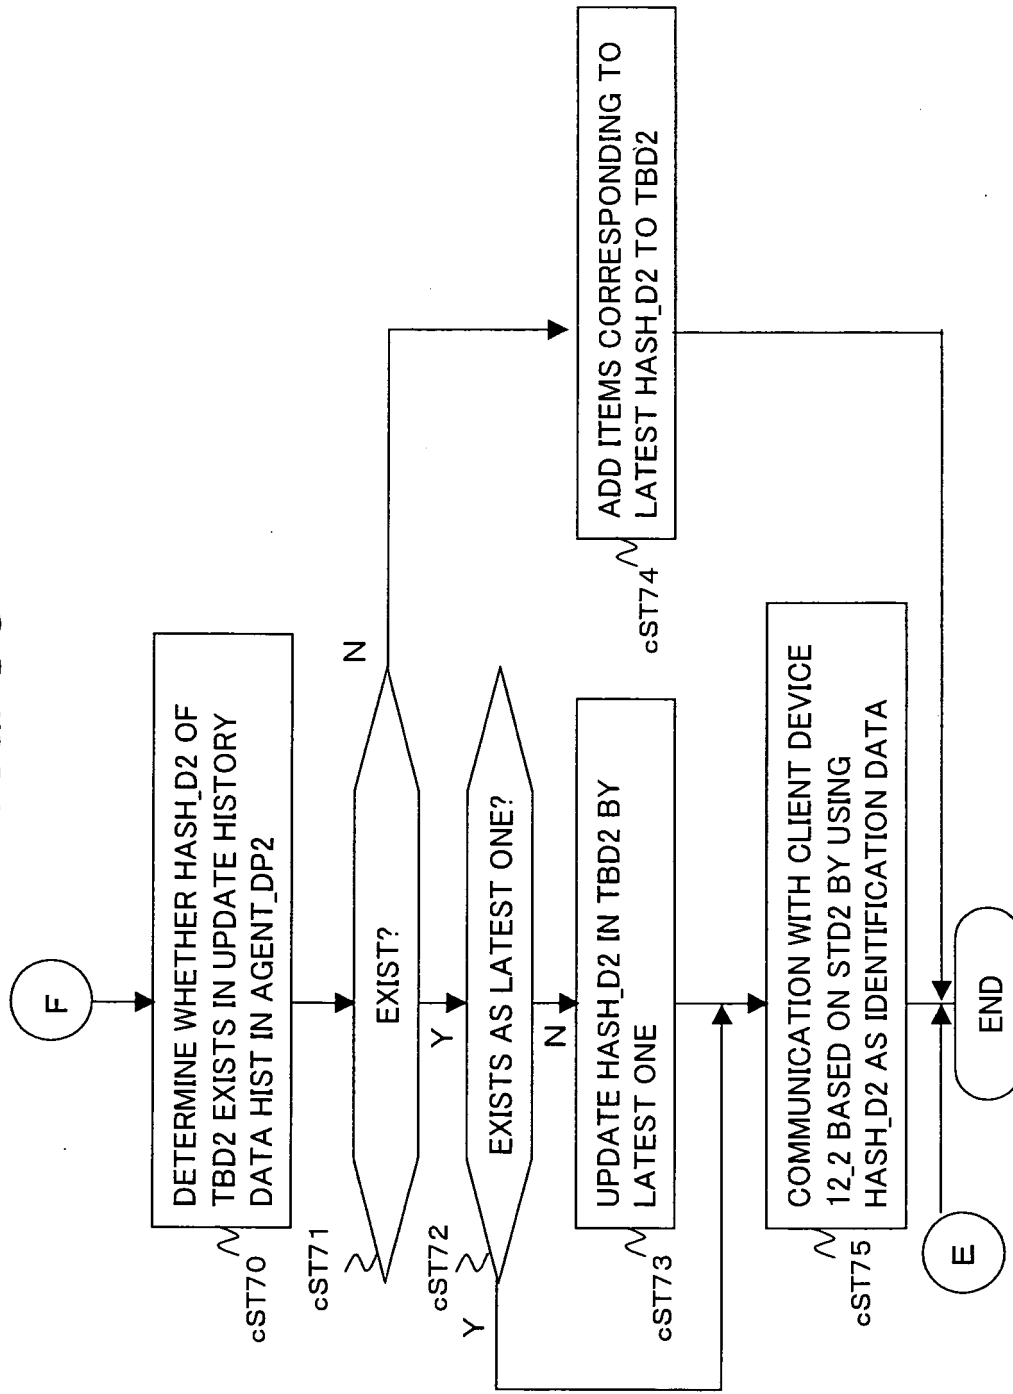 F
DETERMINE WHETHER HASH_D2 OF
TBD2 EXISTS IN UPDATE HISTORY
DATA HIST IN AGENT_DP2
cST70
EXIST?
cST71
N
Y
EXISTS AS LATEST ONE?
cST72
Y
N
UPDATE HASH_D2 IN TBD2 BY
LATEST ONE
cST73
ADD ITEMS CORRESPONDING TO
LATEST HASH_D2 TO TBD2
cST74
COMMUNICATION WITH CLIENT DEVICE
12_2 BASED ON STD2 BY USING
HASH_D2 AS IDENTIFICATION DATA
cST75
E
END